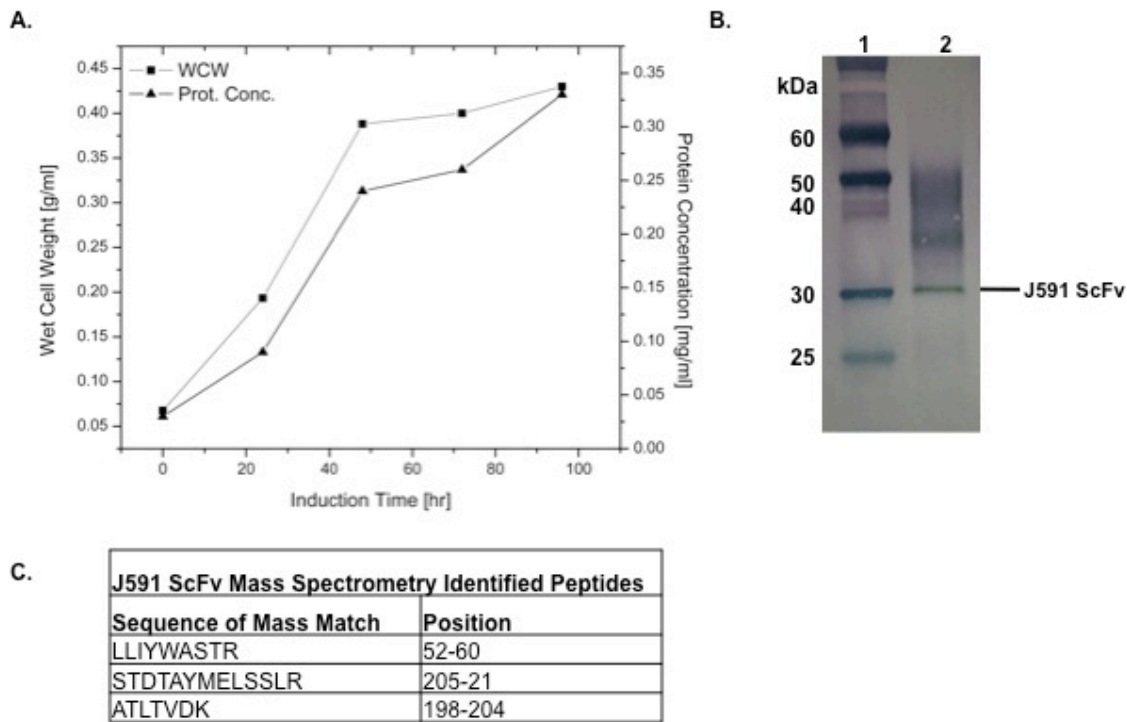 A.
WCW
Prot. Conc.
Wet Cell Weight [g/ml]
0.45
0.40
0.35
0.30
0.25
0.20
0.15
0.10
0.05
0.35
0.30
0.25
0.20
0.15
0.10
0.05
0.00
Protein Concentration [mg/ml]
0 20 40 60 80 100
Induction Time [hr]
B.
1 2
kDa
60
50
40
30
25
J591 ScFv
C.
J591 ScFv Mass Spectrometry Identified Peptides
Sequence of Mass Match Position
LLIYWASTR 52-60
STDTAYMELSSLR 205-21
ATLTVDK 198-204